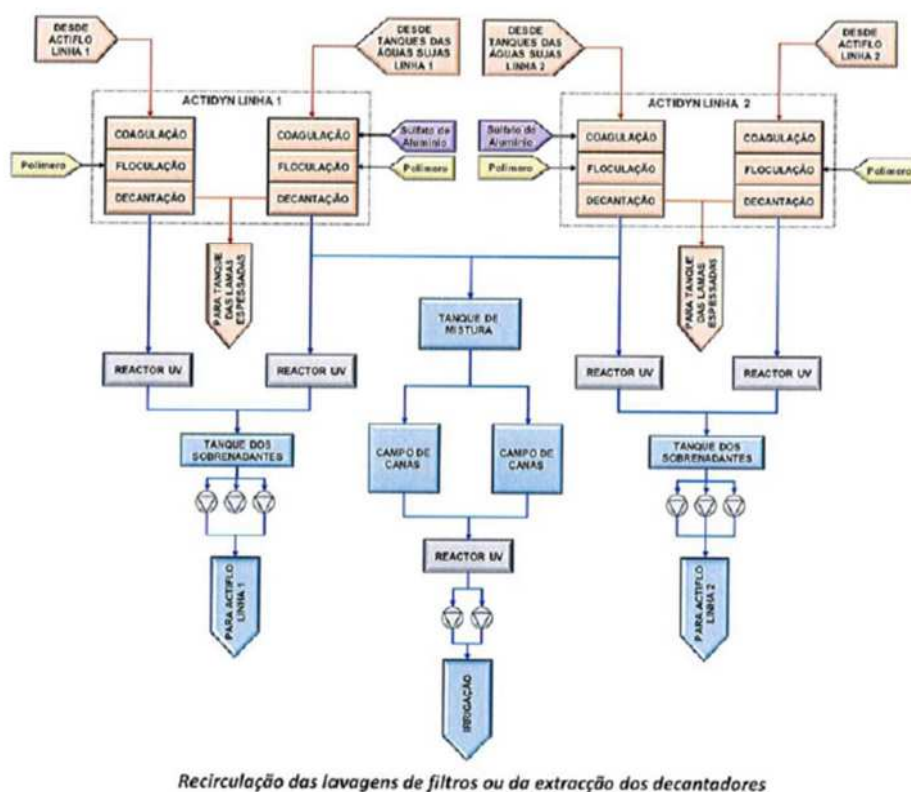 DESDE
ACTIFLO
LINHA 1
DESDE
TANQUES DAS
ÁGUAS SUJAS
LINHA 1
DESDE
TANQUES DAS
ÁGUAS SUJAS
LINHA 2
DESDE
ACTIFLO
LINHA 2
ACTIDYN LINHA 1
ACTIDYN LINHA 2
COAGULAÇÃO
FLOCULAÇÃO
DECANTAÇÃO
Polímero
COAGULAÇÃO
FLOCULAÇÃO
DECANTAÇÃO
Sulfato de
Alumínio
Polímero
Sulfato de
Alumínio
Polímero
COAGULAÇÃO
FLOCULAÇÃO
DECANTAÇÃO
COAGULAÇÃO
FLOCULAÇÃO
DECANTAÇÃO
Polímero
PARA TANQUE
DAS LAMAS
ESPESSADAS
PARA TANQUE
DAS LAMAS
ESPESSADAS
TANQUE DE
MISTURA
REACTOR UV
REACTOR UV
REACTOR UV
REACTOR UV
TANQUE DOS
SOBRENADANTES
CAMPO DE
CANAS
CAMPO DE
CANAS
TANQUE DOS
SOBRENADANTES
REACTOR UV
PARA ACTIFLO
LINHA 1
PARA ACTIFLO
LINHA 2
IRRIGAÇÃO
Recirculação das lavagens de filtros ou da extracção dos decantadores